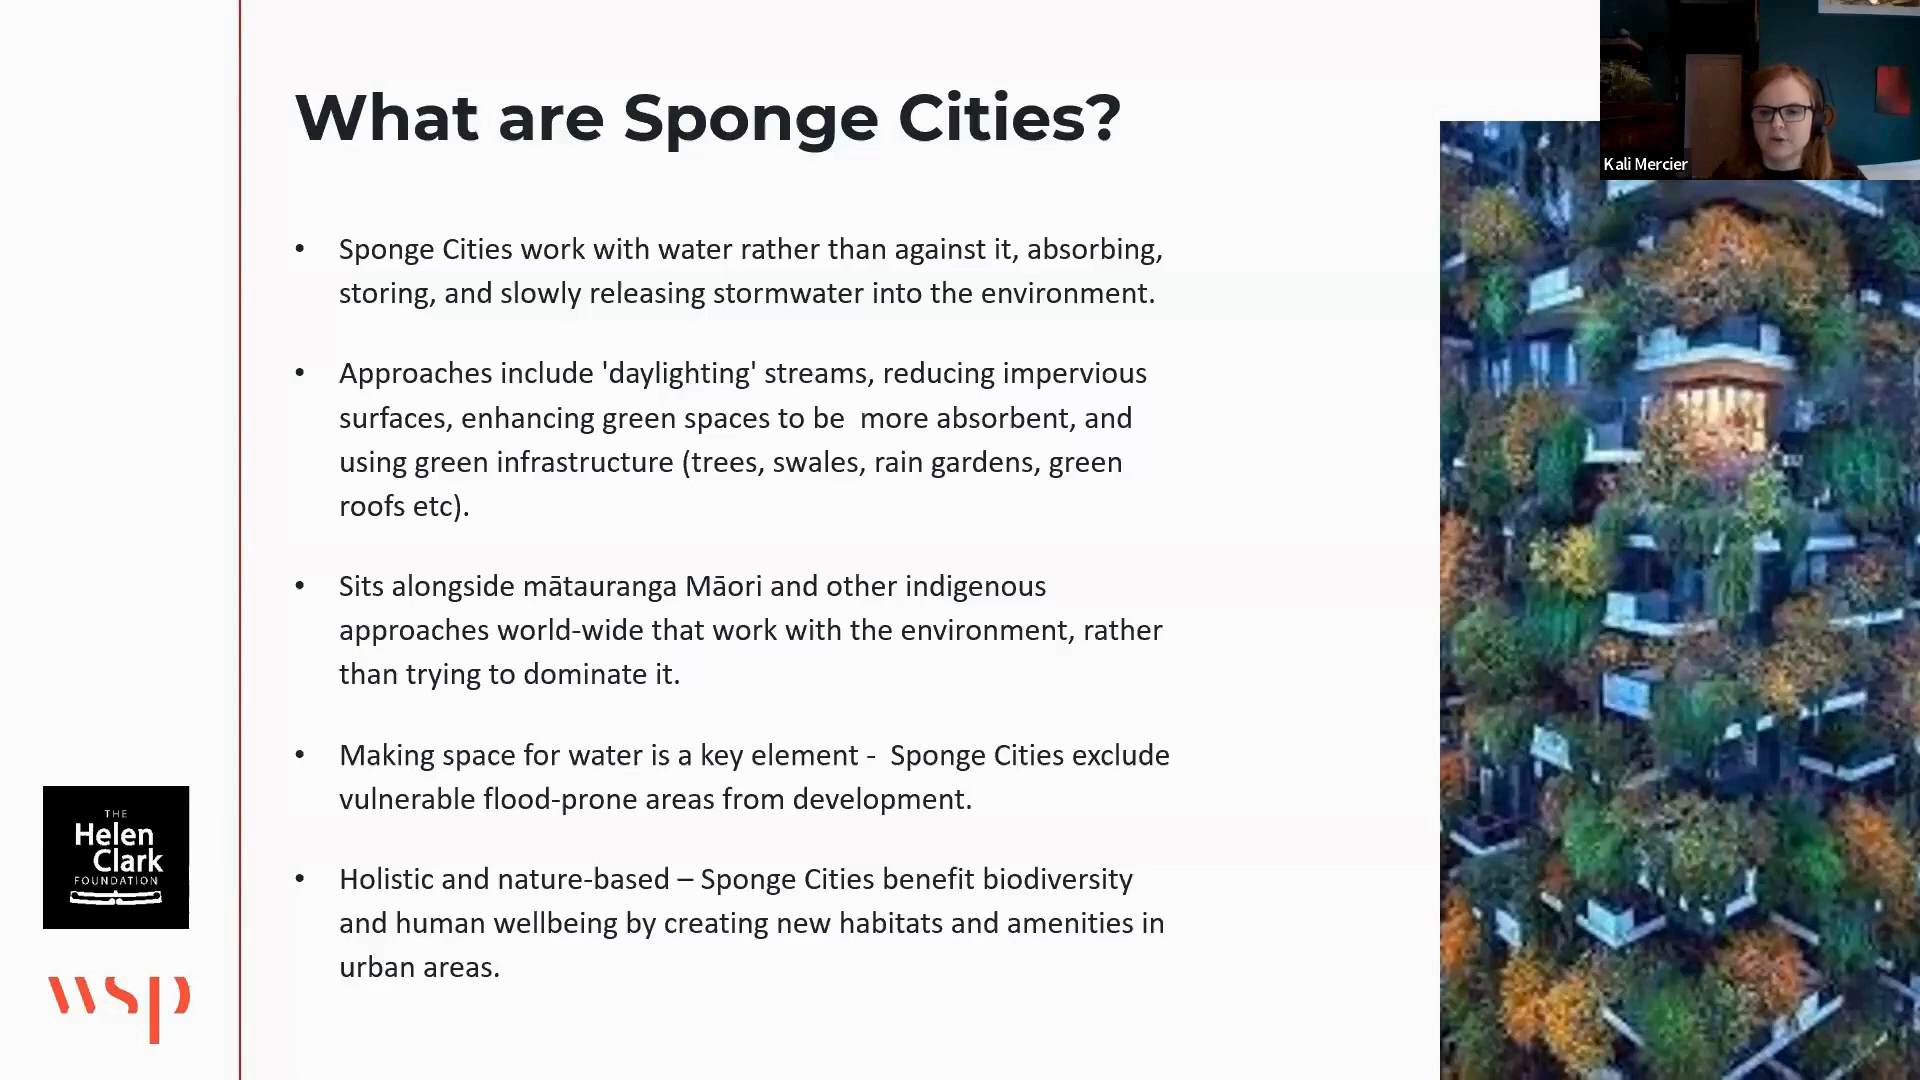 What are Sponge Cities?
• Sponge Cities work with water rather than against it, absorbing,
storing, and slowly releasing stormwater into the environment.
• Approaches include 'daylighting' streams, reducing impervious
surfaces, enhancing green spaces to be  more absorbent, and
using green infrastructure (trees, swales, rain gardens, green
roofs etc).
• Sits alongside mātauranga Māori and other indigenous
approaches world-wide that work with the environment, rather
than trying to dominate it.
• Making space for water is a key element -  Sponge Cities exclude
vulnerable flood-prone areas from development.
• Holistic and nature-based – Sponge Cities benefit biodiversity
and human wellbeing by creating new habitats and amenities in
urban areas.
Kali Mercier
THE
Helen
Clark
FOUNDATION
wsp